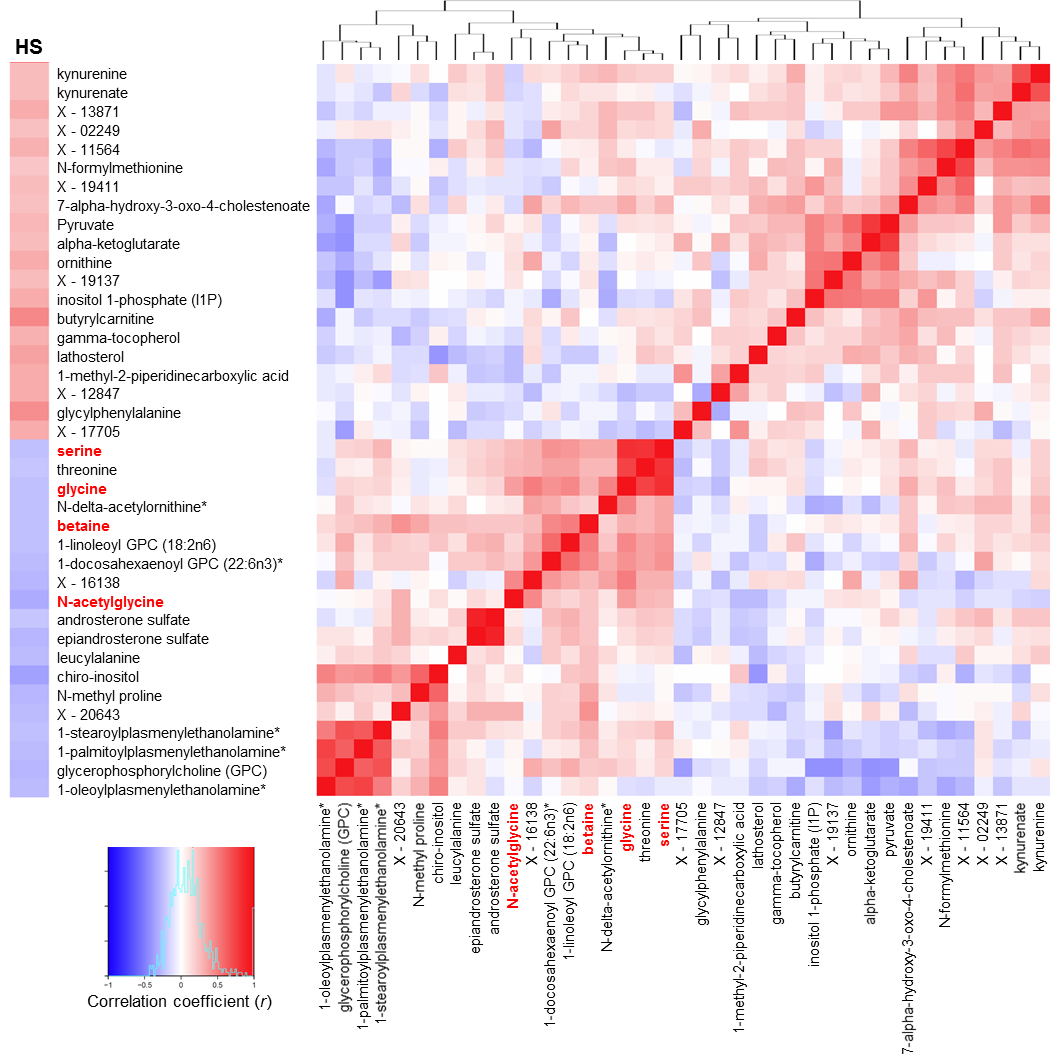 HS
kynurenine
kynurenate
X - 13871
X - 02249
X - 11564
N-formylmethionine
X - 19411
7-alpha-hydroxy-3-oxo-4-cholestenoate
Pyruvate
alpha-ketoglutarate
ornithine
X - 19137
inositol 1-phosphate (I1P)
butyrylcarnitine
gamma-tocopherol
lathosterol
1-methyl-2-piperidinecarboxylic acid
X - 12847
glycylphenylalanine
X - 17705
serine
threonine
glycine
N-delta-acetylornithine*
betaine
1-linoleoyl GPC (18:2n6)
1-docosahexaenoyl GPC (22:6n3)*
X - 16138
N-acetylglycine
androsterone sulfate
epiandrosterone sulfate
leucylalanine
chiro-inositol
N-methyl proline
X - 20643
1-stearoylplasmenylethanolamine*
1-palmitoylplasmenylethanolamine*
glycerophosphorylcholine (GPC)
1-oleoylplasmenylethanolamine*
1-oleoylplasmenylethanolamine*
glycerophosphorylcholine (GPC)
1-palmitoylplasmenylethanolamine*
1-stearoylplasmenylethanolamine*
X - 20643
N-methyl proline
chiro-inositol
leucylalanine
epiandrosterone sulfate
androsterone sulfate
N-acetylglycine
X - 16138
1-docosahexaenoyl GPC (22:6n3)*
1-linoleoyl GPC (18:2n6)
betaine
N-delta-acetylornithine*
glycine
threonine
serine
X - 17705
glycylphenylalanine
X - 12847
1-methyl-2-piperidinecarboxylic acid
lathosterol
gamma-tocopherol
butyrylcarnitine
inositol 1-phosphate (I1P)
X - 19137
ornithine
alpha-ketoglutarate
pyruvate
7-alpha-hydroxy-3-oxo-4-cholestenoate
X - 19411
N-formylmethionine
X - 11564
X - 02249
X - 13871
kynurenate
kynurenine
-1 -0.5 0 0.5 1
Correlation coefficient (r)